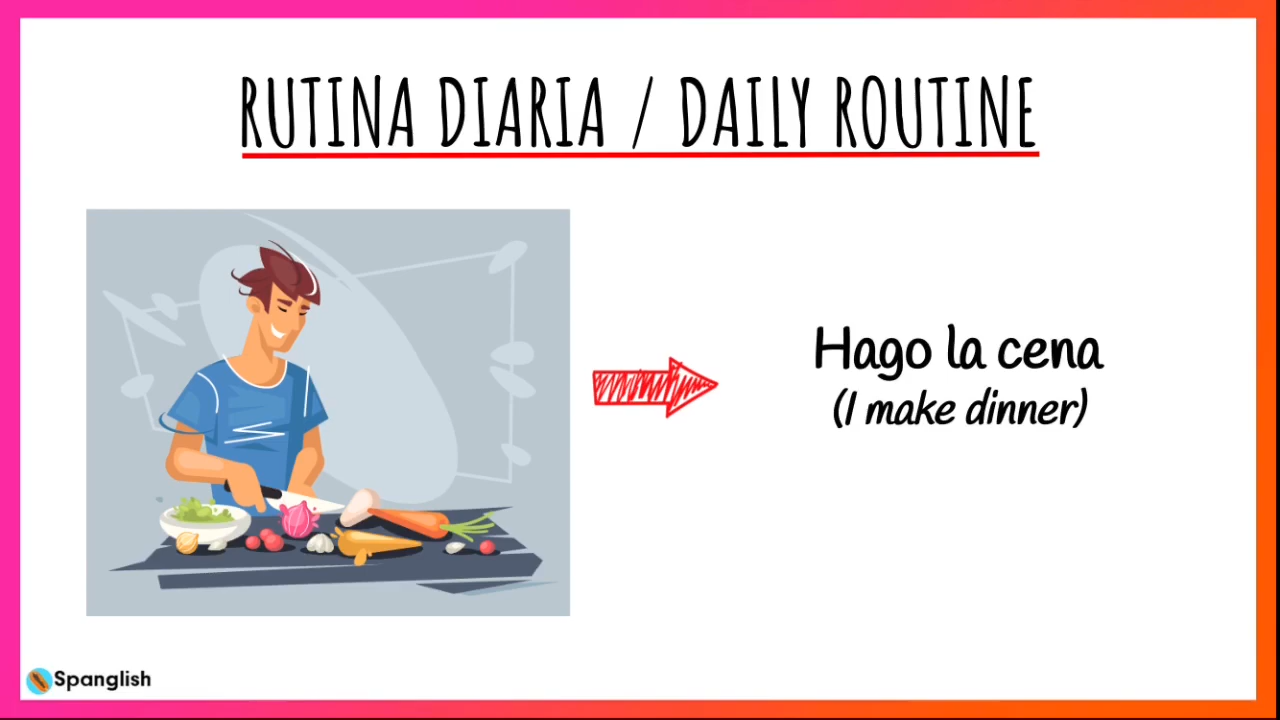 RUTINA DIARIA / DAILY ROUTINE
Hago la cena
(I make dinner)
Spanglish